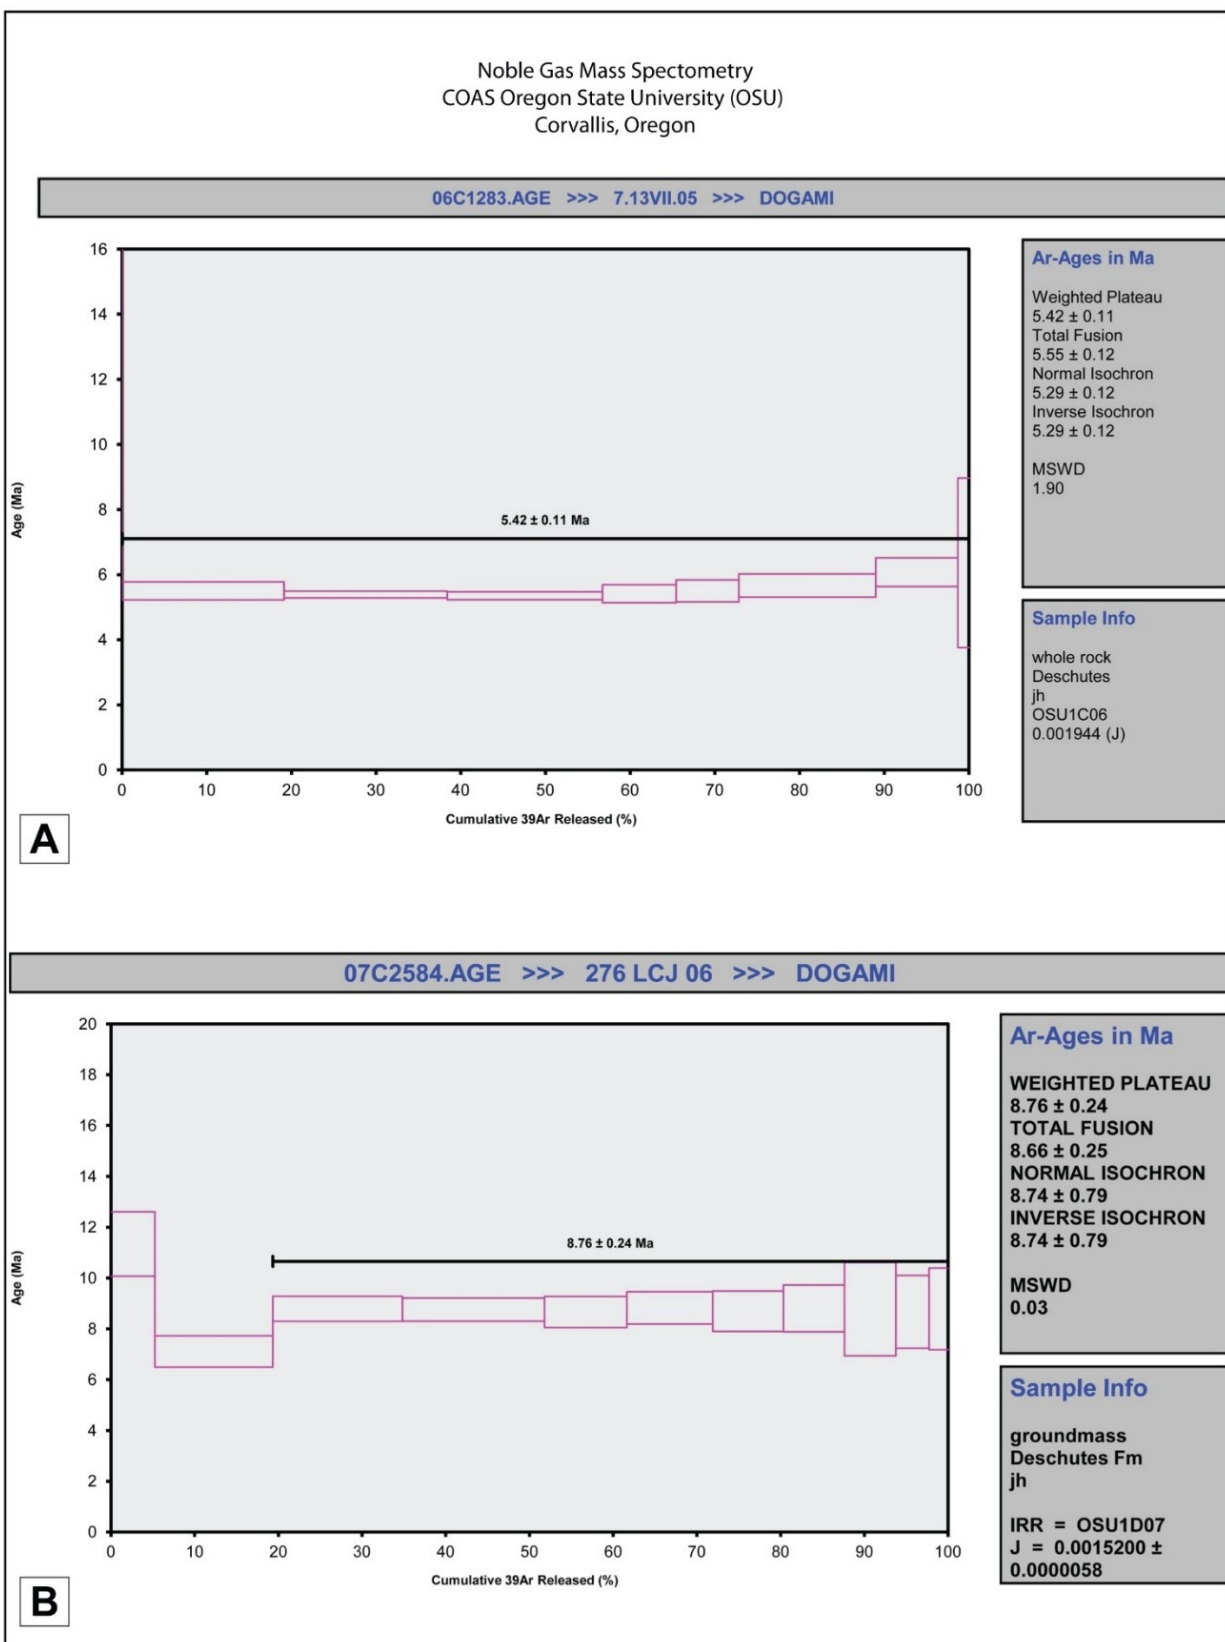 Noble Gas Mass Spectometry
COAS Oregon State University (OSU)
Corvallis, Oregon
06C1283.AGE >>> 7.13VII.05 >>> DOGAMI
16
14
12
10
8
6
4
2
0
Age (Ma)
5.42 ± 0.11 Ma
0 10 20 30 40 50 60 70 80 90 100
Cumulative 39Ar Released (%)
Ar-Ages in Ma
Weighted Plateau
5.42 ± 0.11
Total Fusion
5.55 ± 0.12
Normal Isochron
5.29 ± 0.12
Inverse Isochron
5.29 ± 0.12
MSWD
1.90
Sample Info
whole rock
Deschutes
jh
OSU1C06
0.001944 (J)
A
07C2584.AGE >>> 276 LCJ 06 >>> DOGAMI
20
18
16
14
12
10
8
6
4
2
0
Age (Ma)
8.76 ± 0.24 Ma
0 10 20 30 40 50 60 70 80 90 100
Cumulative 39Ar Released (%)
Ar-Ages in Ma
WEIGHTED PLATEAU
8.76 ± 0.24
TOTAL FUSION
8.66 ± 0.25
NORMAL ISOCHRON
8.74 ± 0.79
INVERSE ISOCHRON
8.74 ± 0.79
MSWD
0.03
Sample Info
groundmass
Deschutes Fm
jh
IRR = OSU1D07
J = 0.0015200 ±
0.0000058
B